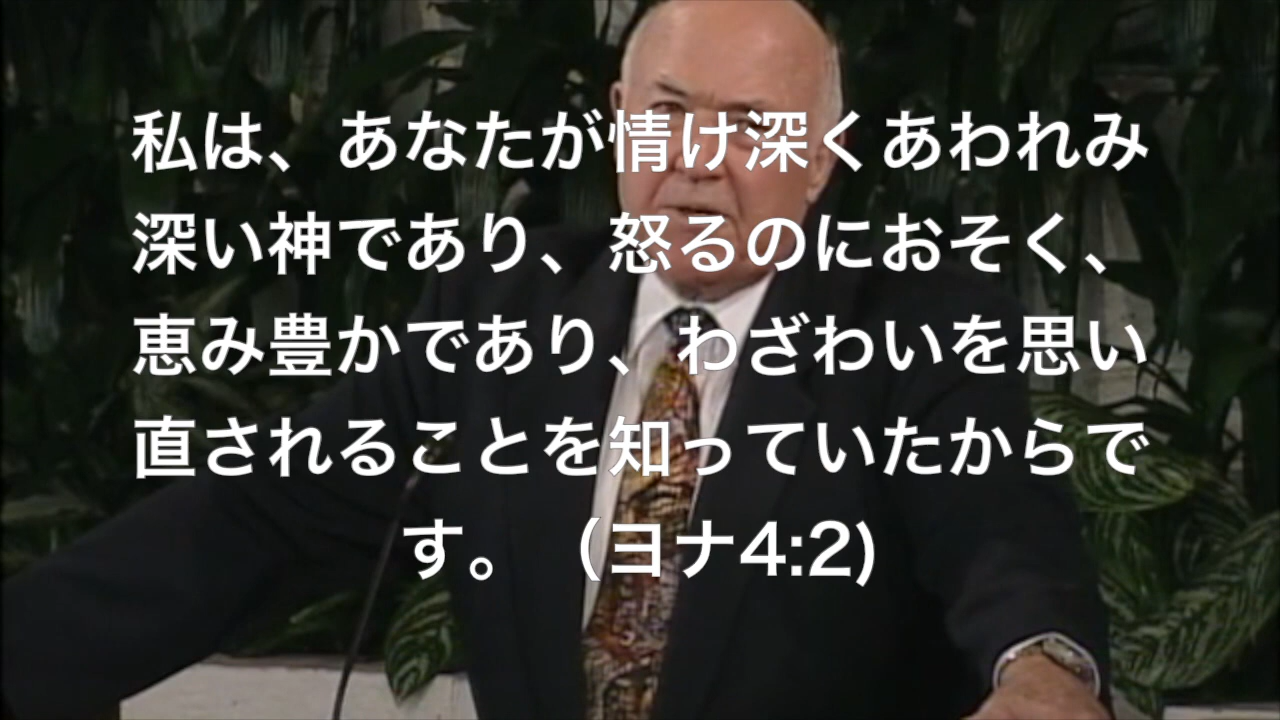 私は、あなたが情け深くあわれみ
深い神であり、怒るのにおそく、
恵み豊かであり、わざわいを思い
直されることを知っていたからで
す。（ヨナ4:2)